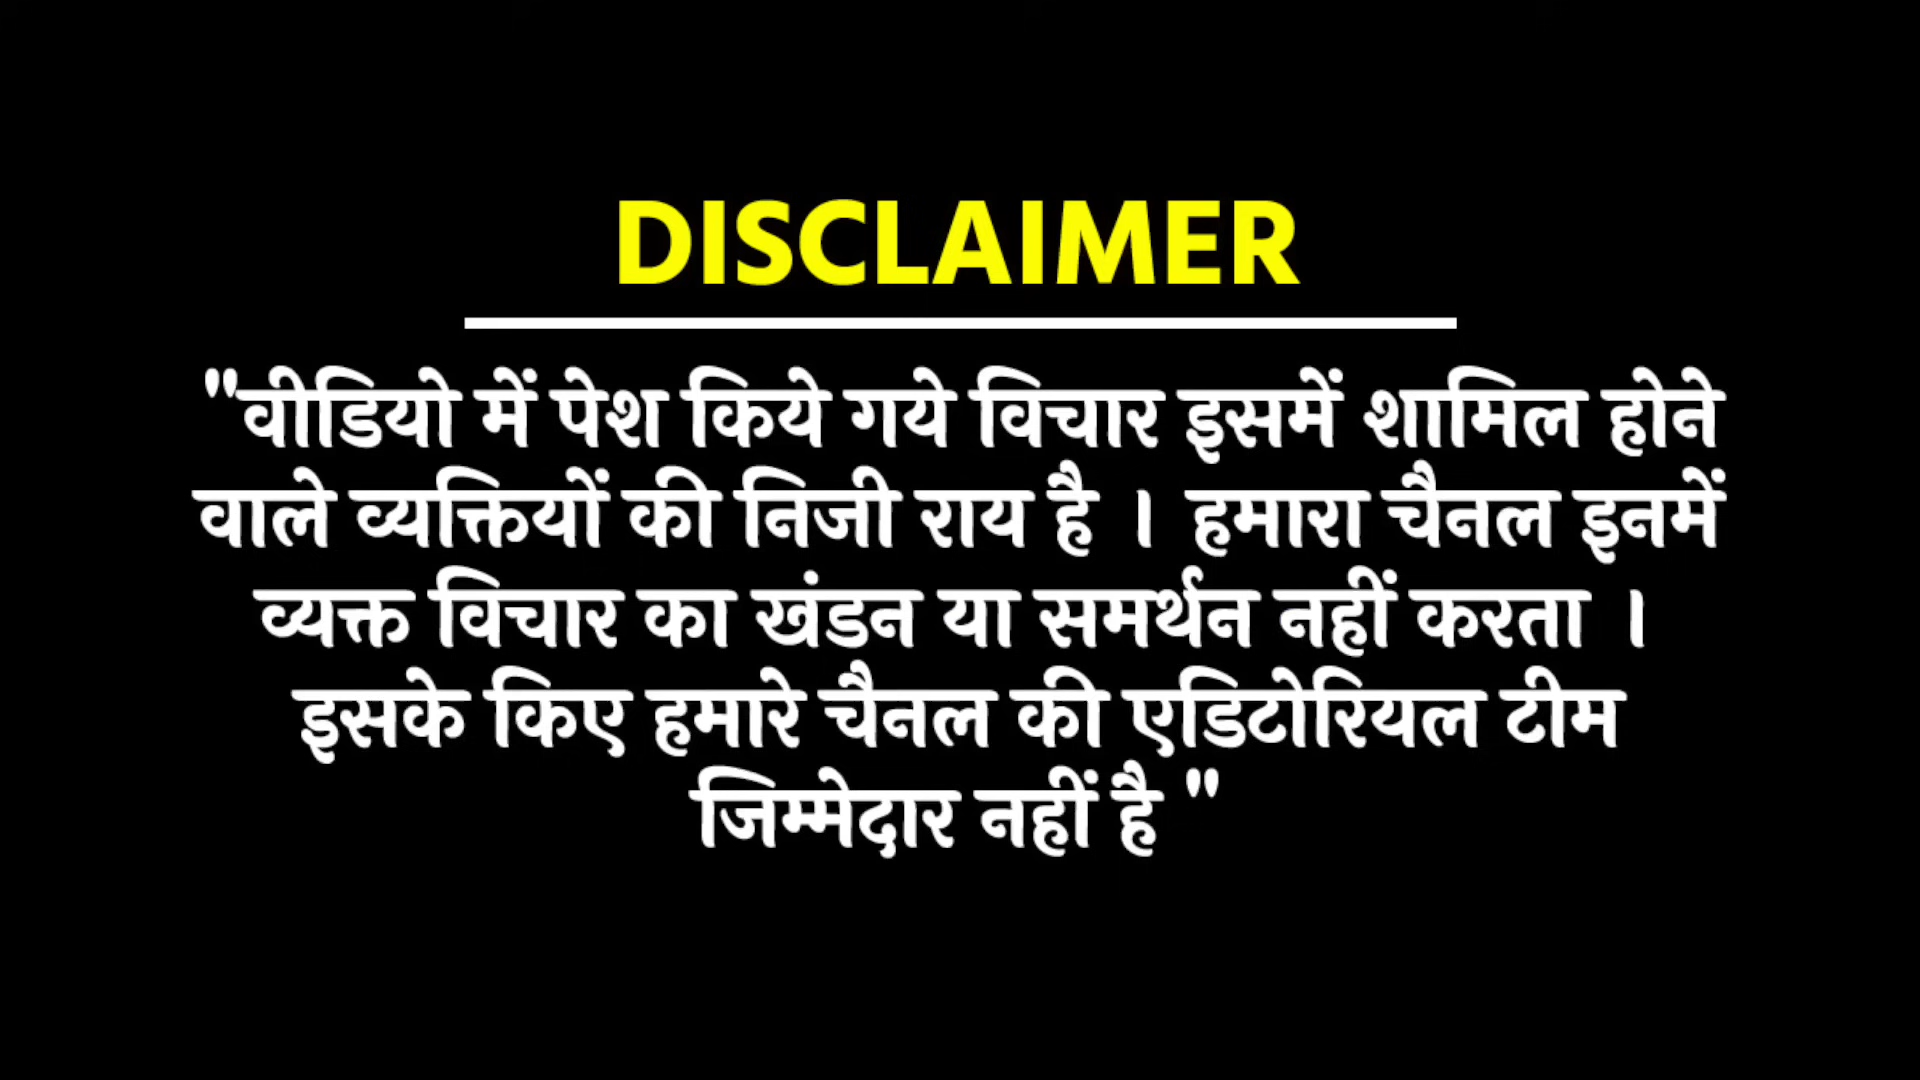 DISCLAIMER
"वीडियो में पेश किये गये विचार इसमें शामिल होने
वाले व्यक्तियों की निजी राय है । हमारा चैनल इनमें
व्यक्त विचार का खंडन या समर्थन नहीं करता ।
इसके किए हमारे चैनल की एडिटोरियल टीम
जिम्मेदार नहीं है "